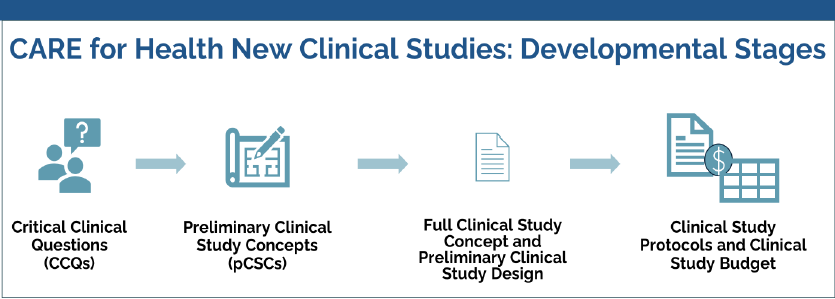 CARE for Health New Clinical Studies: Developmental Stages
?
$
Critical Clinical
Questions
(CCQs)
Preliminary Clinical
Study Concepts
(pCSCs)
Full Clinical Study
Concept and
Preliminary Clinical
Study Design
Clinical Study
Protocols and Clinical
Study Budget